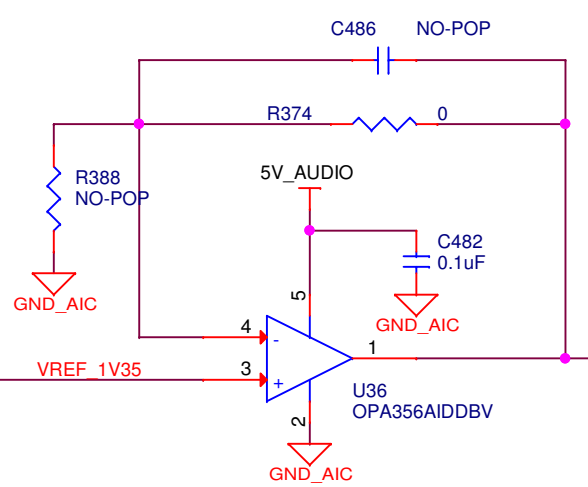 C486 NO-POP
R374 0
R388
NO-POP
5V_AUDIO
C482
0.1uF
GND_AIC
GND_AIC
5
4
-
1
VREF_1V35
3
+
U36
OPA356AIDDBV
2
GND_AIC